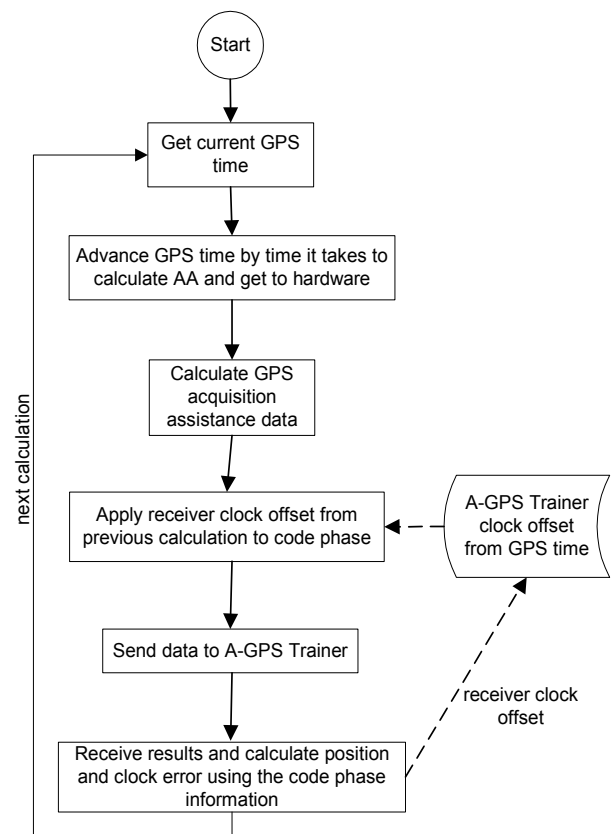 Start
Get current GPS
time
Advance GPS time by time it takes to
calculate AA and get to hardware
Calculate GPS
acquisition
assistance data
next calculation
Apply receiver clock offset from
previous calculation to code phase
A-GPS Trainer
clock offset
from GPS time
Send data to A-GPS Trainer
receiver clock
offset
Receive results and calculate position
and clock error using the code phase
information